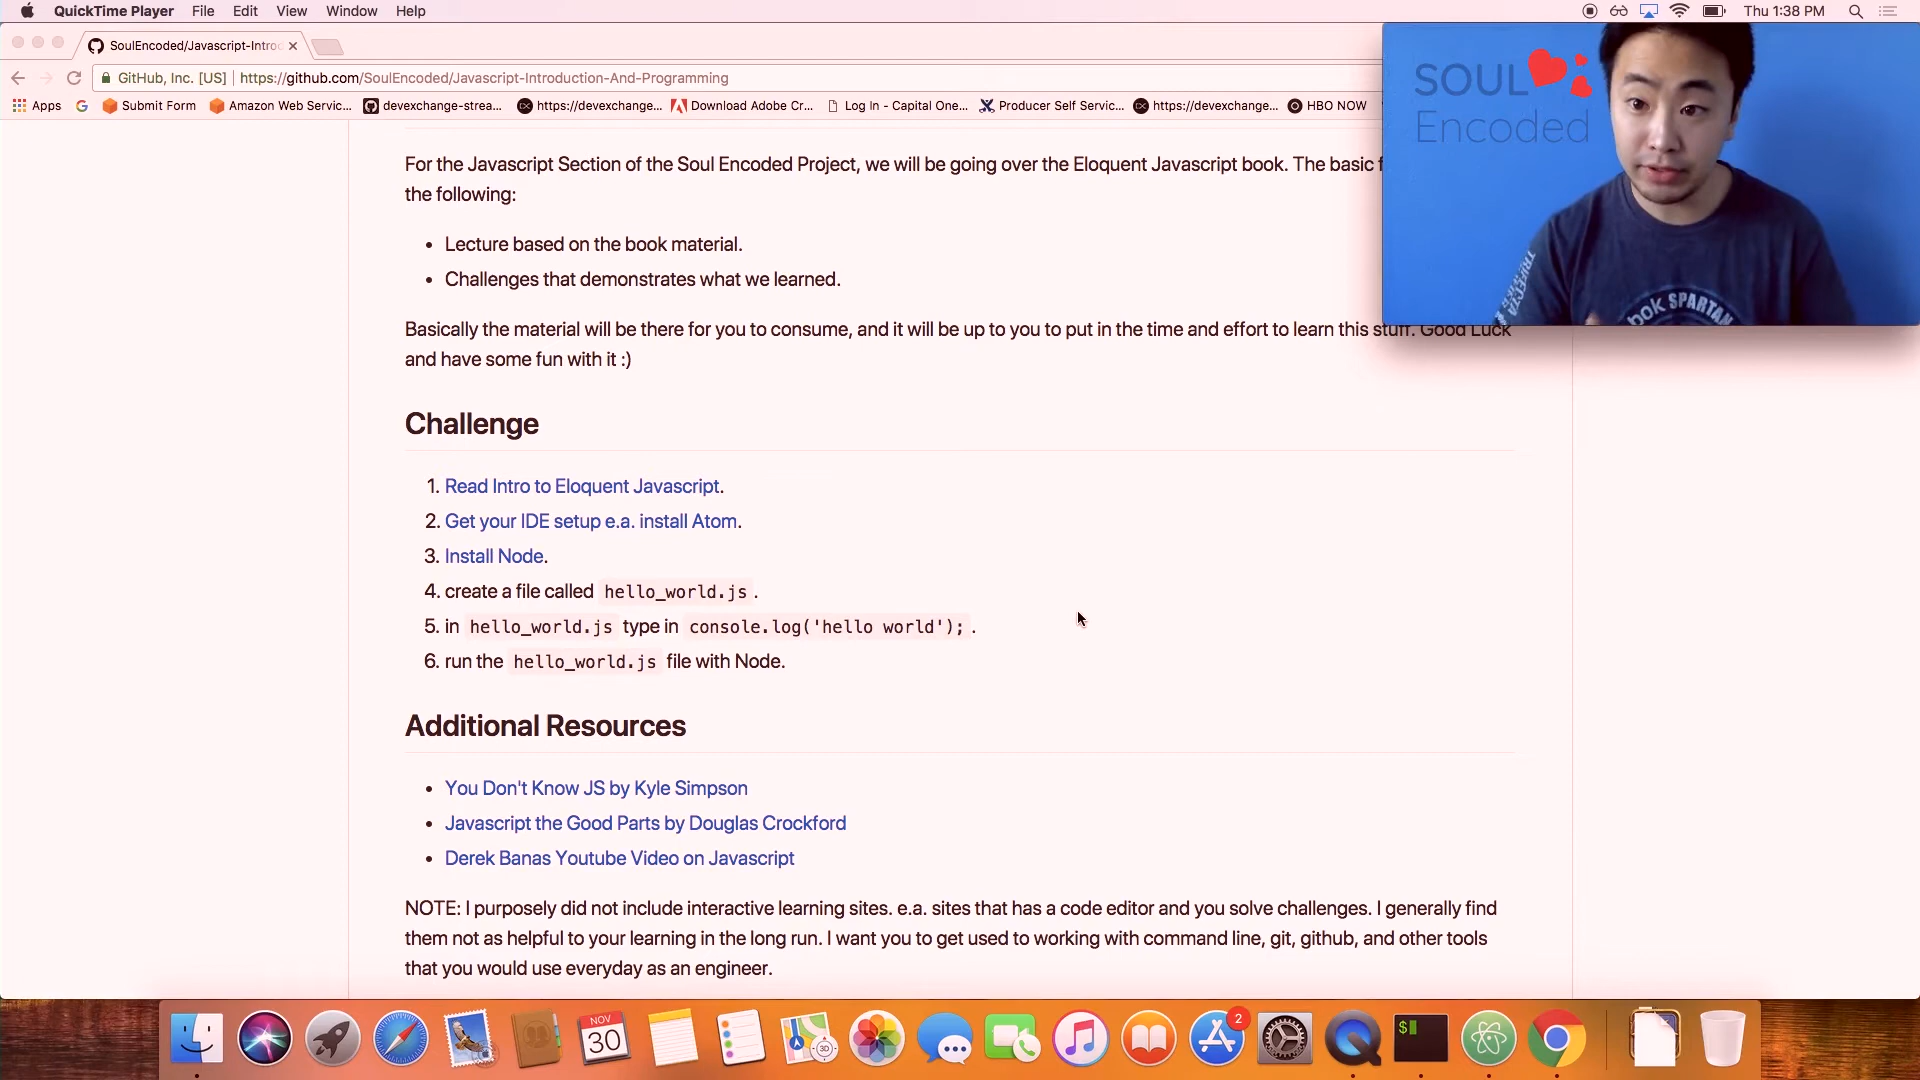 QuickTime Player File Edit View Window Help Thu 1:38 PM
SoulEncoded/Javascript-Introd
GitHub, Inc. [US] https://github.com/SoulEncoded/Javascript-Introduction-And-Programming
Apps Submit Form Amazon Web Servic... devexchange-strea... https://devexchange... Download Adobe Cr... Log In - Capital One... Producer Self Servic... https://devexchange... HBO NOW
SOUL
Encoded
TRIFECTA
SPARTAN
For the Javascript Section of the Soul Encoded Project, we will be going over the Eloquent Javascript book. The basic
the following:
• Lecture based on the book material.
• Challenges that demonstrates what we learned.
Basically the material will be there for you to consume, and it will be up to you to put in the time and effort to learn this stuff. Good Luck
and have some fun with it :)
Challenge
1. Read Intro to Eloquent Javascript.
2. Get your IDE setup e.a. install Atom.
3. Install Node.
4. create a file called hello_world.js .
5. in hello_world.js type in console.log('hello world'); .
6. run the hello_world.js file with Node.
Additional Resources
• You Don't Know JS by Kyle Simpson
• Javascript the Good Parts by Douglas Crockford
• Derek Banas Youtube Video on Javascript
NOTE: I purposely did not include interactive learning sites. e.a. sites that has a code editor and you solve challenges. I generally find
them not as helpful to your learning in the long run. I want you to get used to working with command line, git, github, and other tools
that you would use everyday as an engineer.
NOV
30
2
$